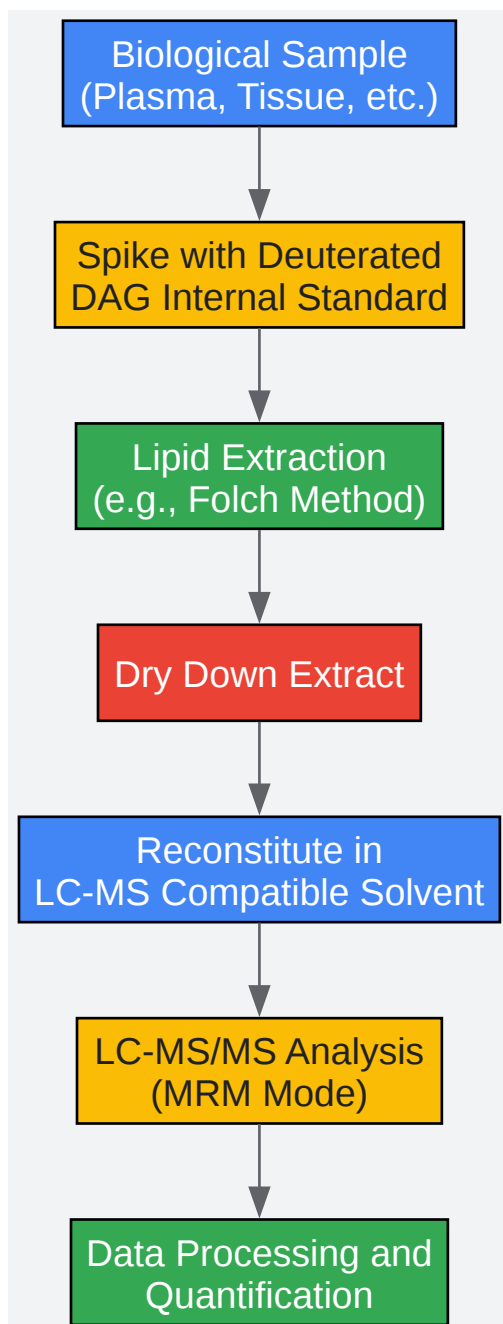 Biological Sample
(Plasma, Tissue, etc.)
Spike with Deuterated
DAG Internal Standard
Lipid Extraction
(e.g., Folch Method)
Dry Down Extract
Reconstitute in
LC-MS Compatible Solvent
LC-MS/MS Analysis
(MRM Mode)
Data Processing and
Quantification